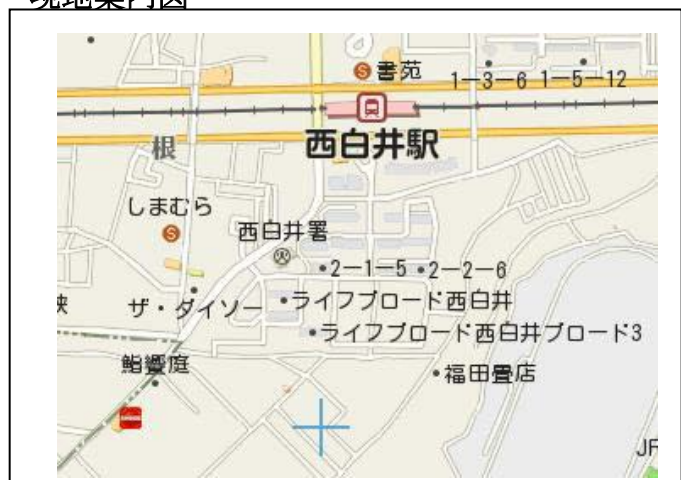 現地案内図
書苑
1-3-6
1-5-12
西白井駅
根
しまむら
西白井署
2-1-5
2-2-6
ザ・ダイソー
ライフブロード西白井
ライフブロード西白井ブロード3
鮨饗庭
福田畳店
JR